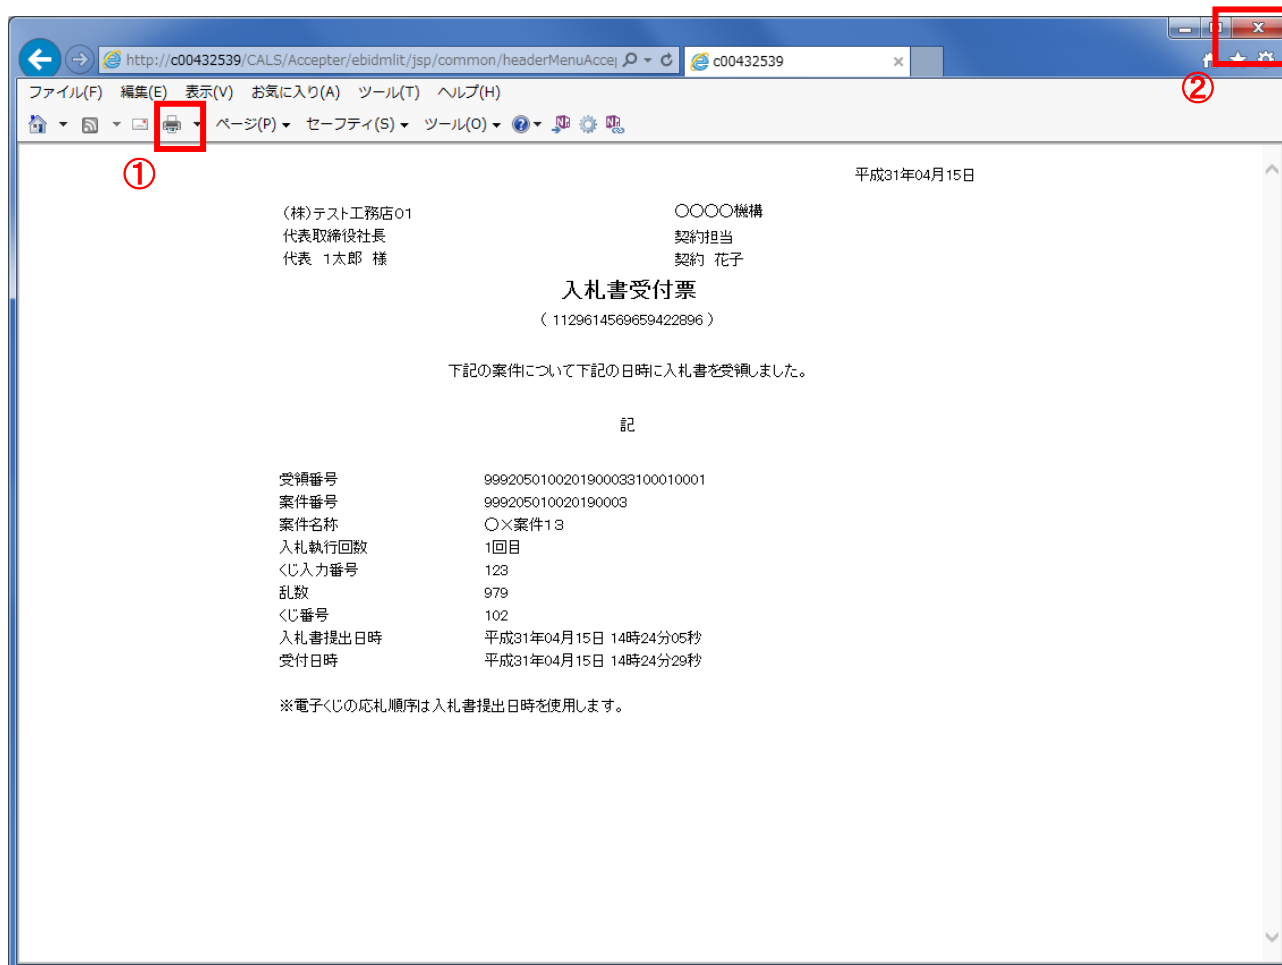 http://c00432539/CALS/Accepter/ebidmlit/jsp/common/headerMenuAccep
c00432539
②
ファイル(F) 編集(E) 表示(V) お気に入り(A) ツール(T) ヘルプ(H)
ページ(P) セーフティ(S) ツール(O)
①
平成31年04月15日
(株)テスト工務店01 〇〇〇〇機構
代表取締役社長 契約担当
代表 1太郎 様 契約 花子
入札書受付票
( 1129614569659422896 )
下記の案件について下記の日時に入札書を受領しました。
記
受領番号 9992050100201900033100010001
案件番号 999205010020190003
案件名称 〇×案件13
入札執行回数 1回目
くじ入力番号 123
乱数 979
くじ番号 102
入札書提出日時 平成31年04月15日 14時24分05秒
受付日時 平成31年04月15日 14時24分29秒
※電子くじの応札順序は入札書提出日時を使用します。